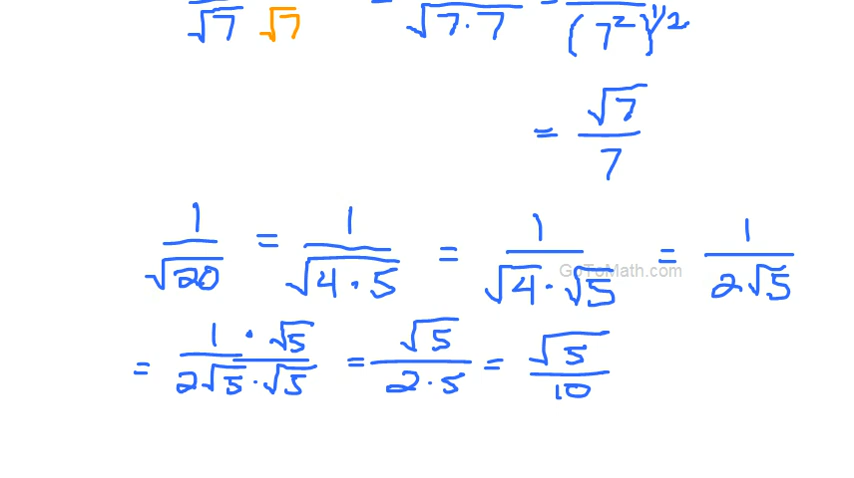 √7 √7 = √(7·7) = (7²)^1/2
= √7/7
1/√20 = 1/√(4·5) = 1/(√4·√5) = 1/(2√5)
GoToMath.com
= (1·√5)/(2√5·√5) = √5/(2·5) = √5/10